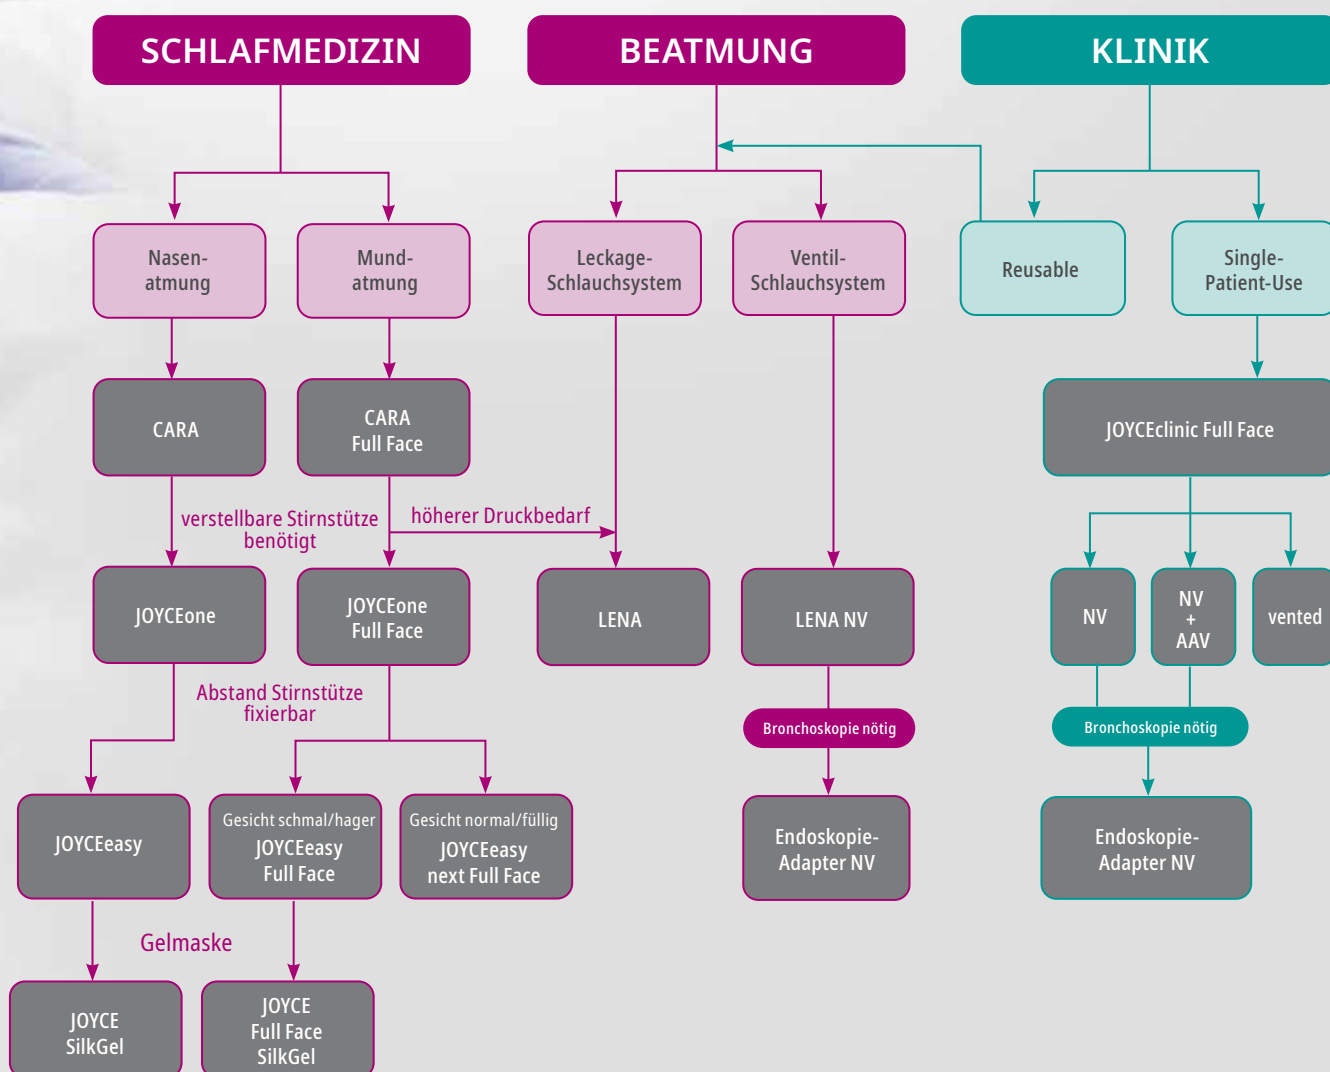 SCHLAFMEDIZIN
BEATMUNG
KLINIK
Nasen-
atmung
Mund-
atmung
Leckage-
Schlauchsystem
Ventil-
Schlauchsystem
Reusable
Single-
Patient-Use
CARA
CARA
Full Face
JOYCEclinic Full Face
verstellbare Stirnstütze
benötigt
höherer Druckbedarf
JOYCEone
JOYCEone
Full Face
LENA
LENA NV
NV
NV
+
AAV
vented
Abstand Stirnstütze
fixierbar
Bronchoskopie nötig
Bronchoskopie nötig
JOYCEeasy
Gesicht schmal/hager
JOYCEeasy
Full Face
Gesicht normal/füllig
JOYCEeasy
next Full Face
Endoskopie-
Adapter NV
Endoskopie-
Adapter NV
Gelmaske
JOYCE
SilkGel
JOYCE
Full Face
SilkGel